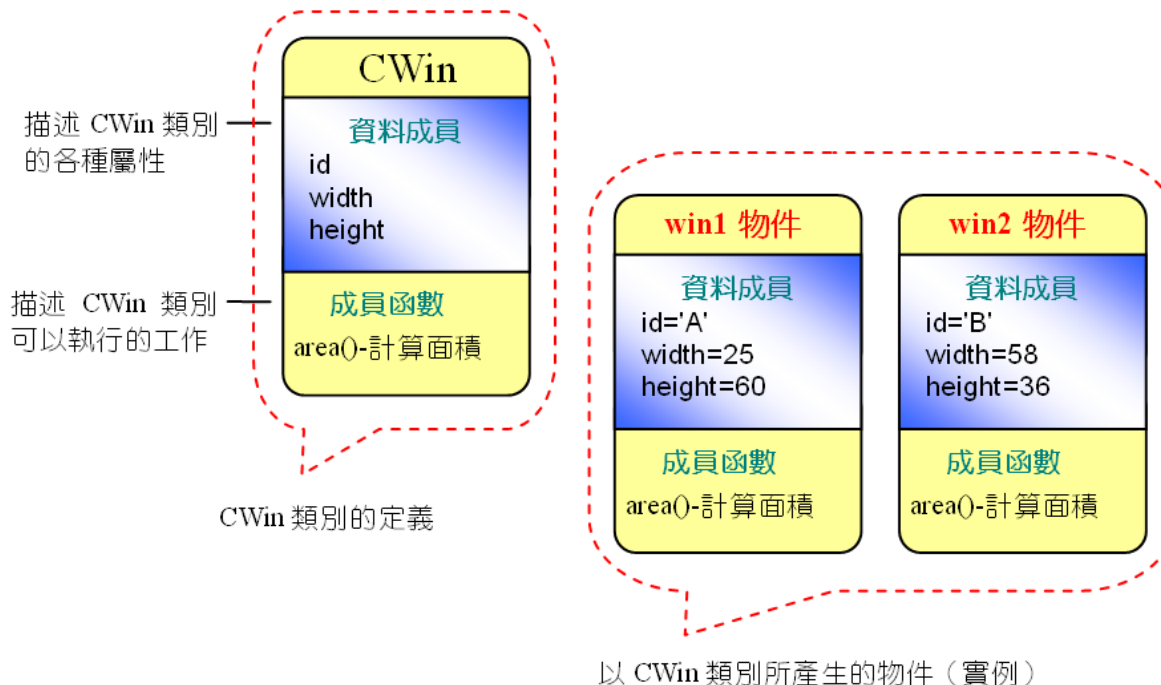 CWin
描述 CWin 類別
的各種屬性
資料成員
id
width
height
描述 CWin 類別
可以執行的工作
成員函數
area()-計算面積
CWin 類別的定義
win1 物件
資料成員
id='A'
width=25
height=60
成員函數
area()-計算面積
win2 物件
資料成員
id='B'
width=58
height=36
成員函數
area()-計算面積
以 CWin 類別所產生的物件（實例）